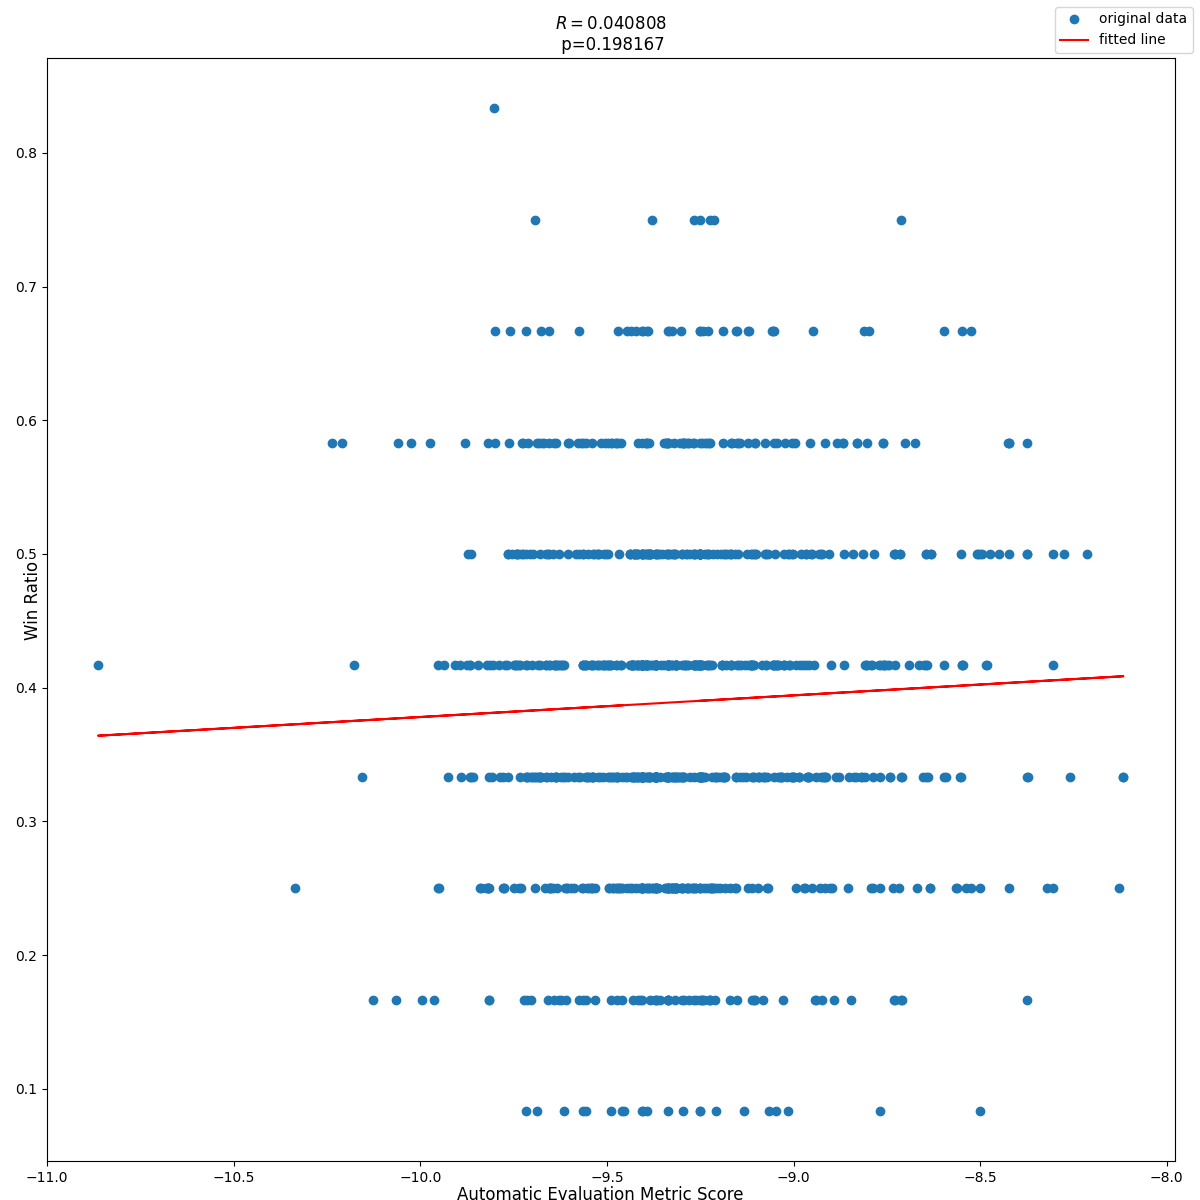 R = 0.040808
p=0.198167
original data
fitted line
0.8
0.7
0.6
0.5
0.4
0.3
0.2
0.1
Win Ratio
−11.0
−10.5
−10.0
−9.5
−9.0
−8.5
−8.0
Automatic Evaluation Metric Score